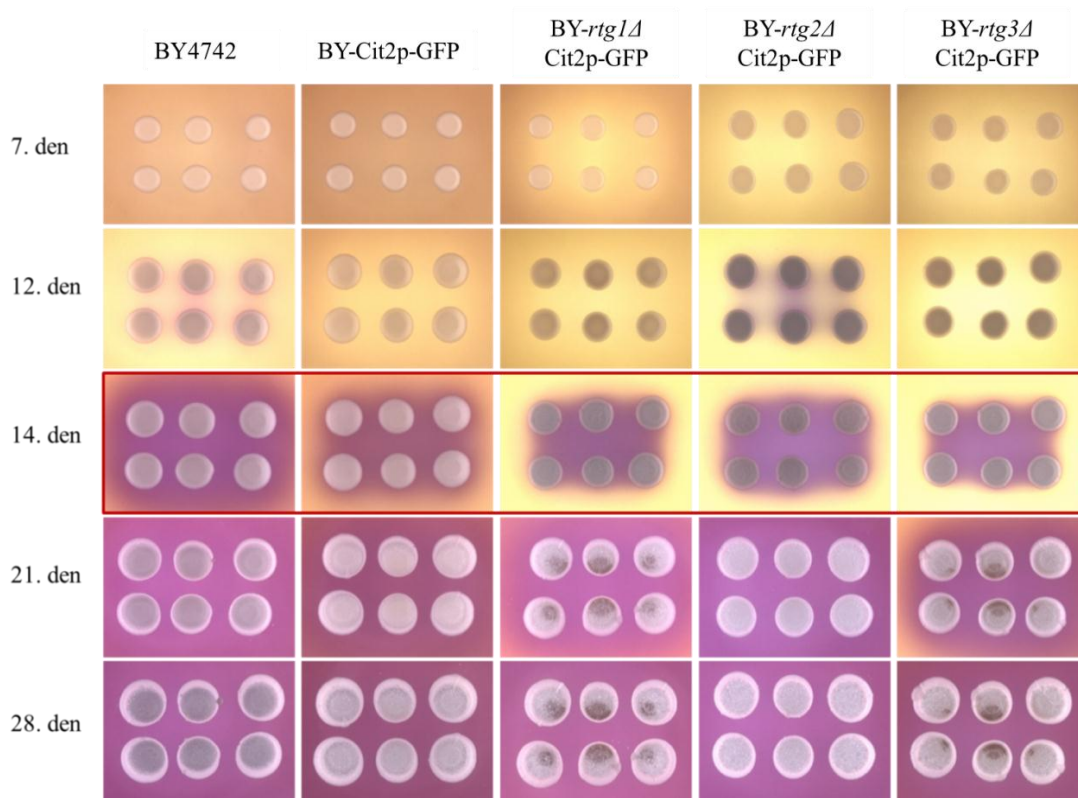 BY4742
BY-Cit2p-GFP
BY-rtg1Δ
Cit2p-GFP
BY-rtg2Δ
Cit2p-GFP
BY-rtg3Δ
Cit2p-GFP
7. den
12. den
14. den
21. den
28. den